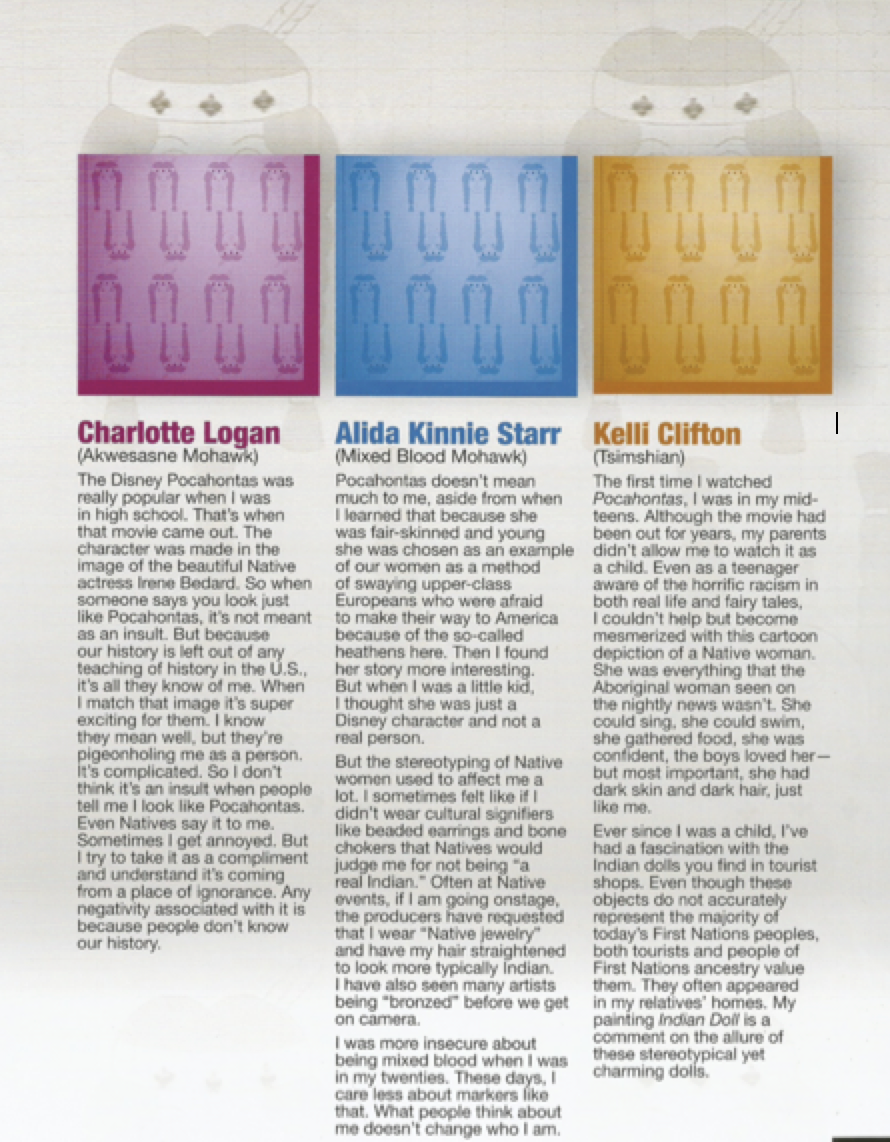 Charlotte Logan
(Akwesasne Mohawk)
The Disney Pocahontas was
really popular when I was
in high school. That's when
that movie came out. The
character was made in the
image of the beautiful Native
actress Irene Bedard. So when
someone says you look just
like Pocahontas, it's not meant
as an insult. But because
our history is left out of any
teaching of history in the U.S.,
it's all they know of me. When
I match that image it's super
exciting for them. I know
they mean well, but they're
pigeonholing me as a person.
It's complicated. So I don't
think it's an insult when people
tell me I look like Pocahontas.
Even Natives say it to me.
Sometimes I get annoyed. But
I try to take it as a compliment
and understand it's coming
from a place of ignorance. Any
negativity associated with it is
because people don't know
our history.
Alida Kinnie Starr
(Mixed Blood Mohawk)
Pocahontas doesn't mean
much to me, aside from when
I learned that because she
was fair-skinned and young
she was chosen as an example
of our women as a method
of swaying upper-class
Europeans who were afraid
to make their way to America
because of the so-called
heathens here. Then I found
her story more interesting.
But when I was a little kid,
I thought she was just a
Disney character and not a
real person.
But the stereotyping of Native
women used to affect me a
lot. I sometimes felt like if I
didn't wear cultural signifiers
like beaded earrings and bone
chokers that Natives would
judge me for not being "a
real Indian." Often at Native
events, if I am going onstage,
the producers have requested
that I wear "Native jewelry"
and have my hair straightened
to look more typically Indian.
I have also seen many artists
being "bronzed" before we get
on camera.
I was more insecure about
being mixed blood when I was
in my twenties. These days, I
care less about markers like
that. What people think about
me doesn't change who I am.
Kelli Clifton
(Tsimshian)
The first time I watched
Pocahontas, I was in my mid-
teens. Although the movie had
been out for years, my parents
didn't allow me to watch it as
a child. Even as a teenager
aware of the horrific racism in
both real life and fairy tales,
I couldn't help but become
mesmerized with this cartoon
depiction of a Native woman.
She was everything that the
Aboriginal woman seen on
the nightly news wasn't. She
could sing, she could swim,
she gathered food, she was
confident, the boys loved her—
but most important, she had
dark skin and dark hair, just
like me.
Ever since I was a child, I've
had a fascination with the
Indian dolls you find in tourist
shops. Even though these
objects do not accurately
represent the majority of
today's First Nations peoples,
both tourists and people of
First Nations ancestry value
them. They often appeared
in my relatives' homes. My
painting Indian Doll is a
comment on the allure of
these stereotypical yet
charming dolls.